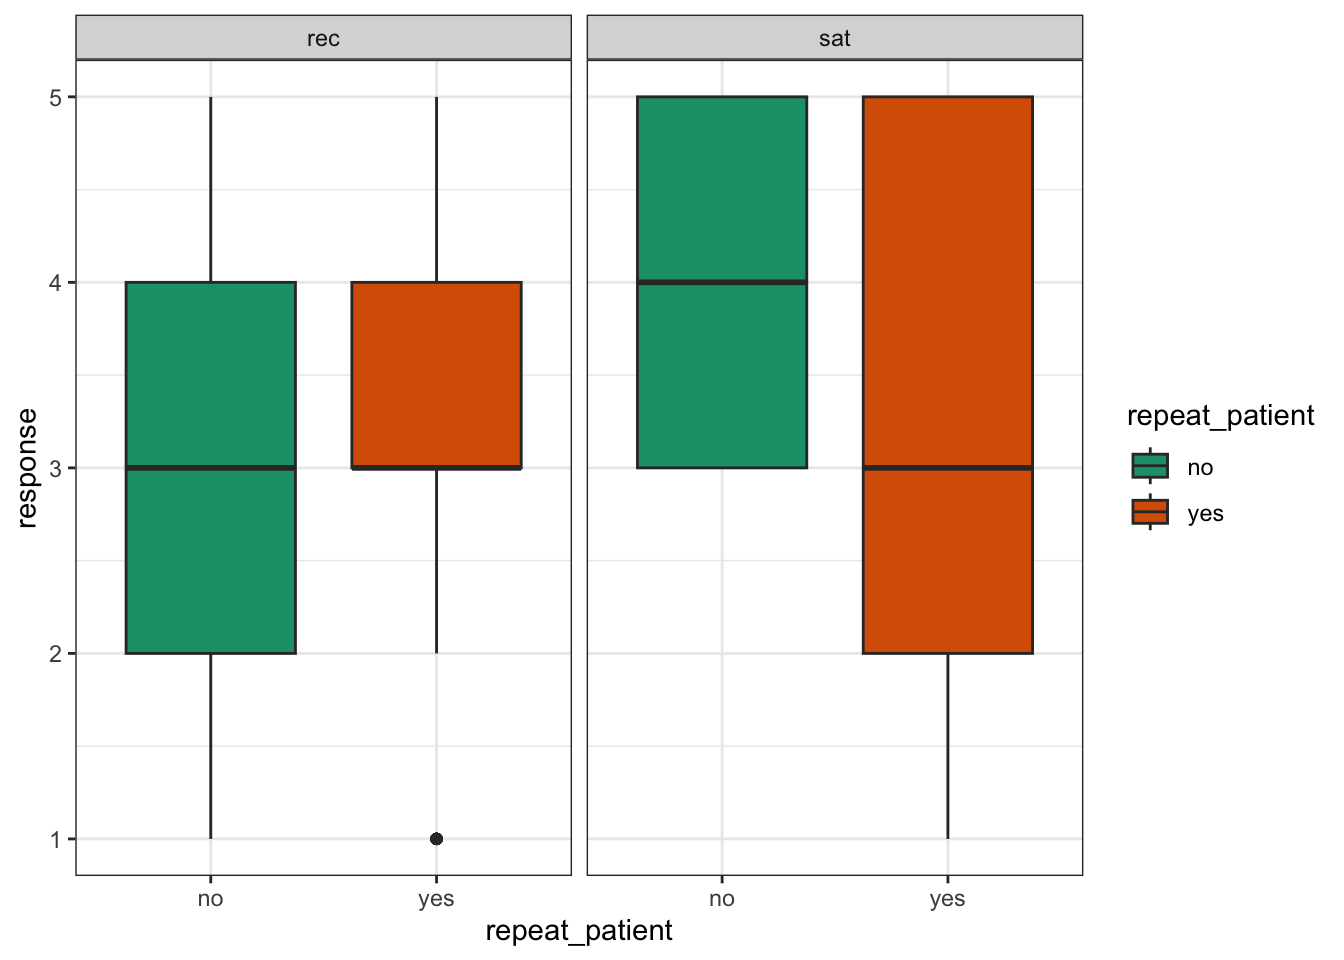 rec
sat
response
5
4
3
2
1
no
yes
no
yes
repeat_patient
repeat_patient
no
yes